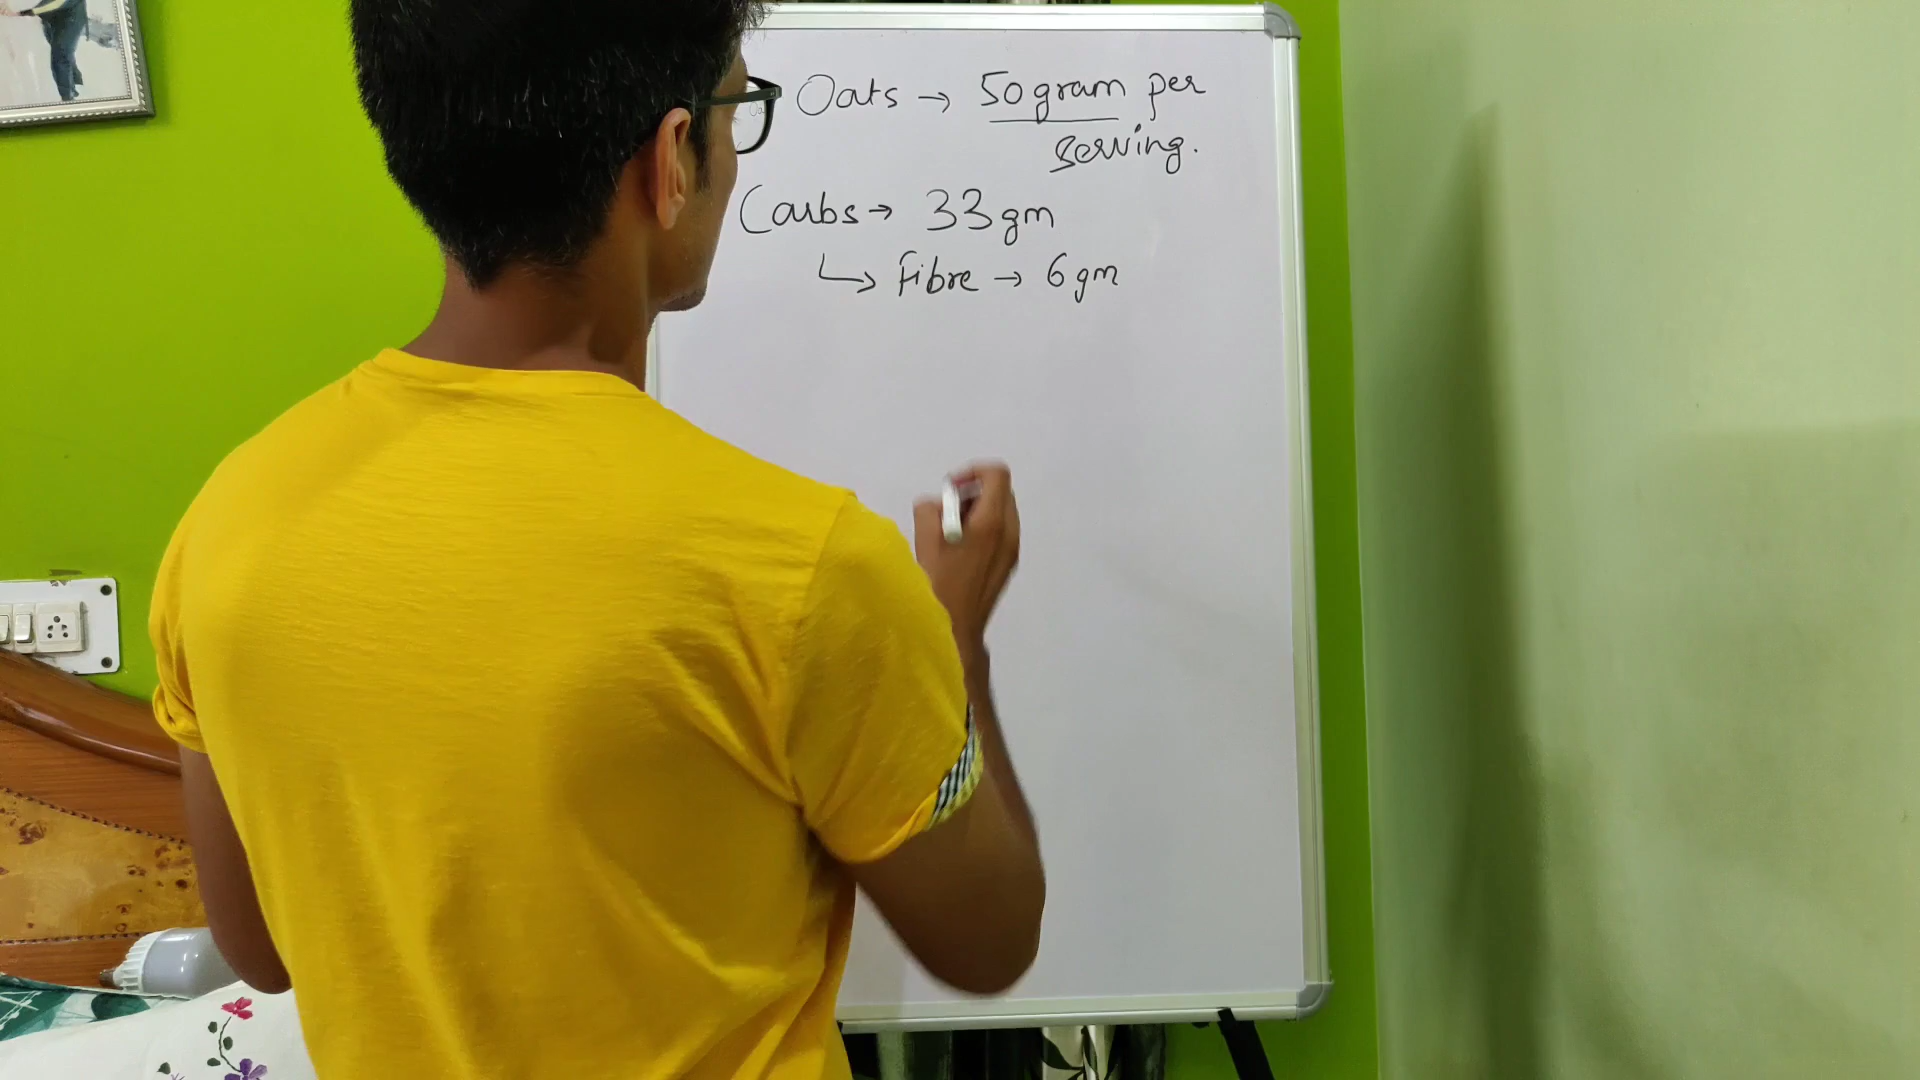 Oats → 50 gram per
serving.
Carbs → 33 gm
↳ Fibre → 6 gm